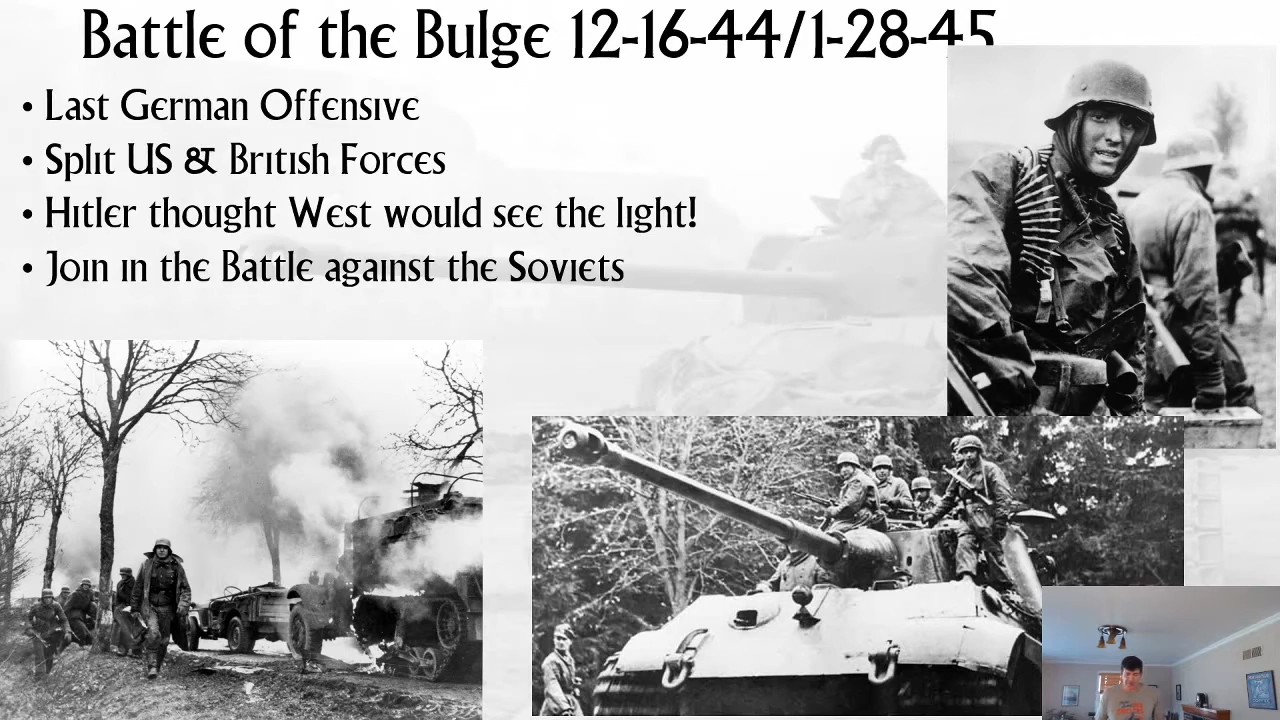 Battle of the Bulge 12-16-44/1-28-45
• Last German Offensive
• Split US & British Forces
• Hitler thought West would see the light!
• Join in the Battle against the Soviets